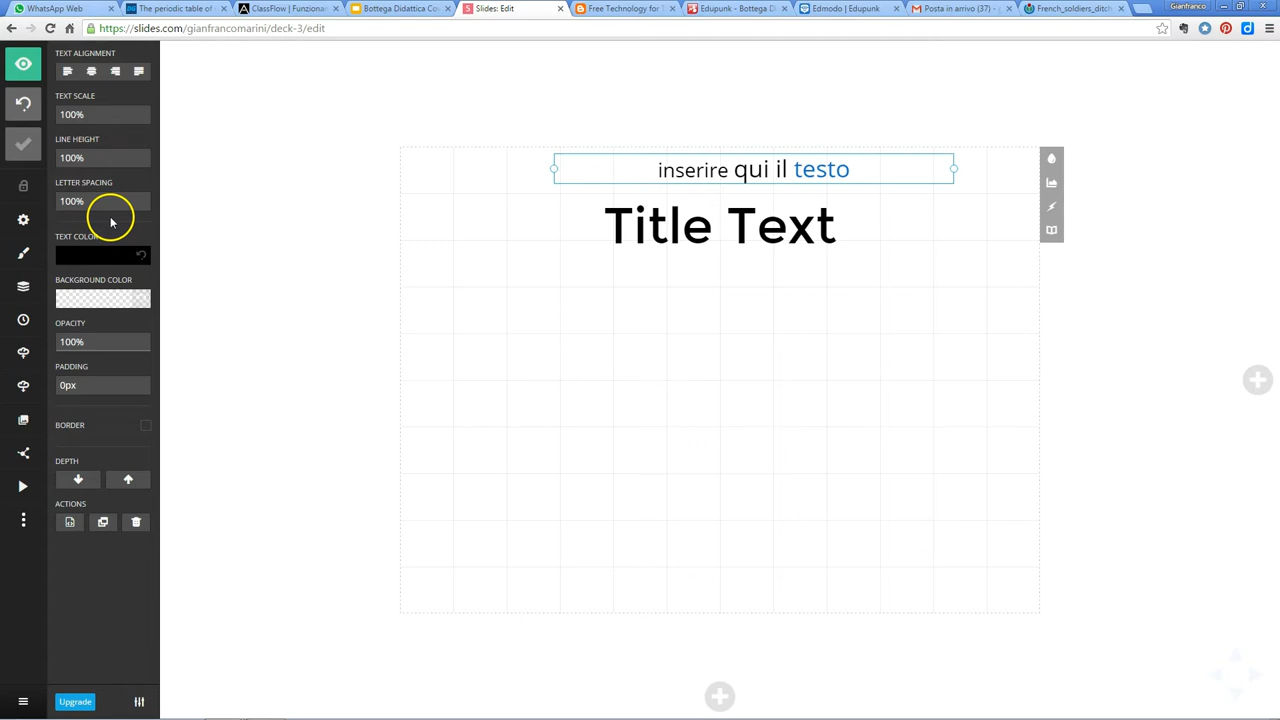 WhatsApp Web
The periodic table of
ClassFlow | Funzionar
Bottega Didattica Co
Slides: Edit
Free Technology for T
Edupunk - Bottega D
Edmodo | Edupunk
Posta in arrivo (37) - g
French_soldiers_ditch
Gianfranco
https://slides.com/gianfrancomarini/deck-3/edit
TEXT ALIGNMENT
TEXT SCALE
100%
LINE HEIGHT
100%
LETTER SPACING
100%
TEXT COLOR
BACKGROUND COLOR
OPACITY
100%
PADDING
0px
BORDER
DEPTH
ACTIONS
Upgrade
inserire qui il testo
Title Text